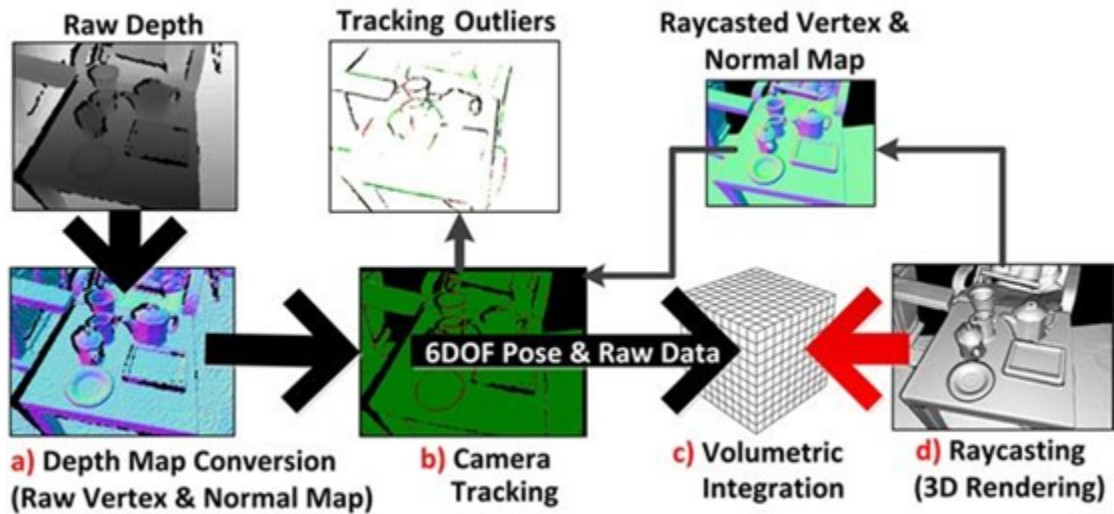 Raw Depth
Tracking Outliers
Raycasted Vertex &
Normal Map
6DOF Pose & Raw Data
a) Depth Map Conversion
(Raw Vertex & Normal Map)
b) Camera
Tracking
c) Volumetric
Integration
d) Raycasting
(3D Rendering)